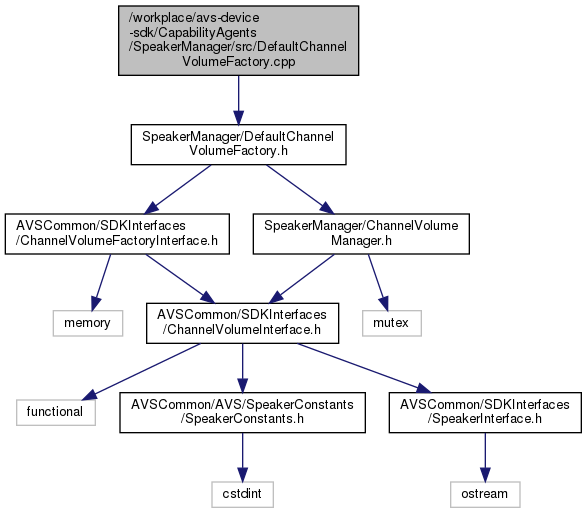 /workplace/avs-device
-sdk/CapabilityAgents
/SpeakerManager/src/DefaultChannel
VolumeFactory.cpp
SpeakerManager/DefaultChannel
VolumeFactory.h
AVSCommon/SDKInterfaces
/ChannelVolumeFactoryInterface.h
SpeakerManager/ChannelVolume
Manager.h
memory
AVSCommon/SDKInterfaces
/ChannelVolumeInterface.h
mutex
functional
AVSCommon/AVS/SpeakerConstants
/SpeakerConstants.h
AVSCommon/SDKInterfaces
/SpeakerInterface.h
cstdint
ostream